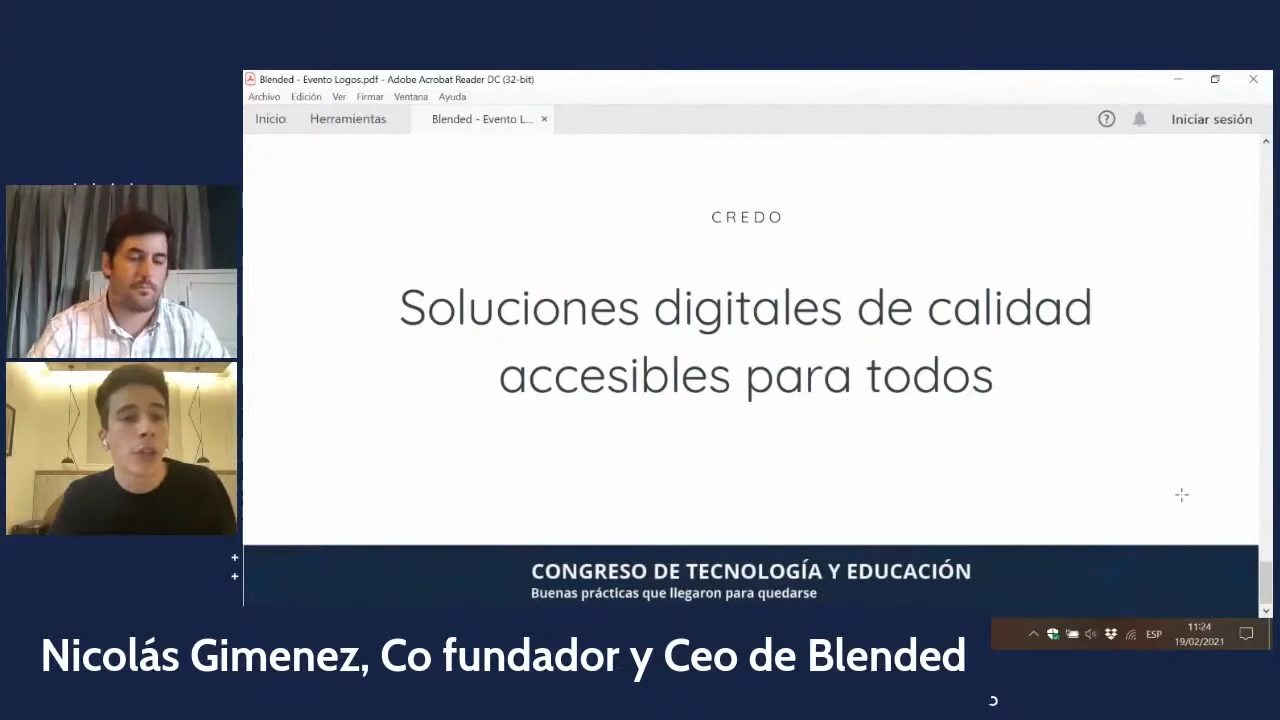 Blended - Evento Logos.pdf - Adobe Acrobat Reader DC (32-bit)
Archivo Edición Ver Firmar Ventana Ayuda
Inicio Herramientas Blended - Evento L... × Iniciar sesión
CREDO
Soluciones digitales de calidad
accesibles para todos
CONGRESO DE TECNOLOGÍA Y EDUCACIÓN
Buenas prácticas que llegaron para quedarse
ESP 11:24
19/02/2021
Nicolás Gimenez, Co fundador y Ceo de Blended